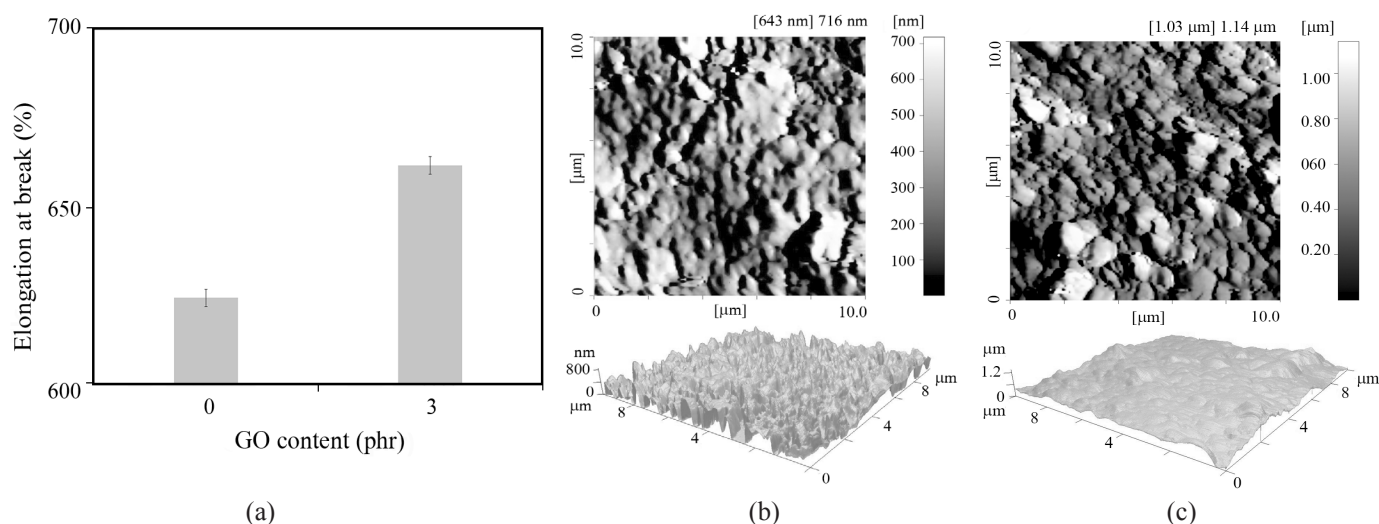 700
650
600
Elongation at break (%)
0
3
GO content (phr)
(a)
[643 nm] 716 nm
[nm]
10.0
[μm]
0
0
[μm]
10.0
700
600
500
400
300
200
100
nm
800
0
μm
8
4
0
4
8
μm
(b)
[1.03 μm] 1.14 μm
[μm]
10.0
[μm]
0
0
[μm]
10.0
1.00
0.80
060
0.40
0.20
μm
1.2
0
μm
8
4
0
4
8
μm
(c)